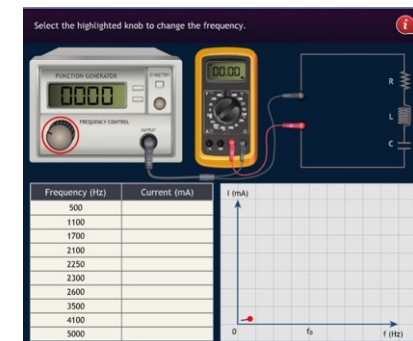 Select the highlighted knob to change the frequency.
i
FUNCTION GENERATOR
SYMETRY
0000
00.00
FREQUENCY CONTROL
OUTPUT
R
L
C
Frequency (Hz) Current (mA)
500
1100
1700
2100
2250
2300
2600
3500
4100
5000
I (mA)
0 f₀ f (Hz)